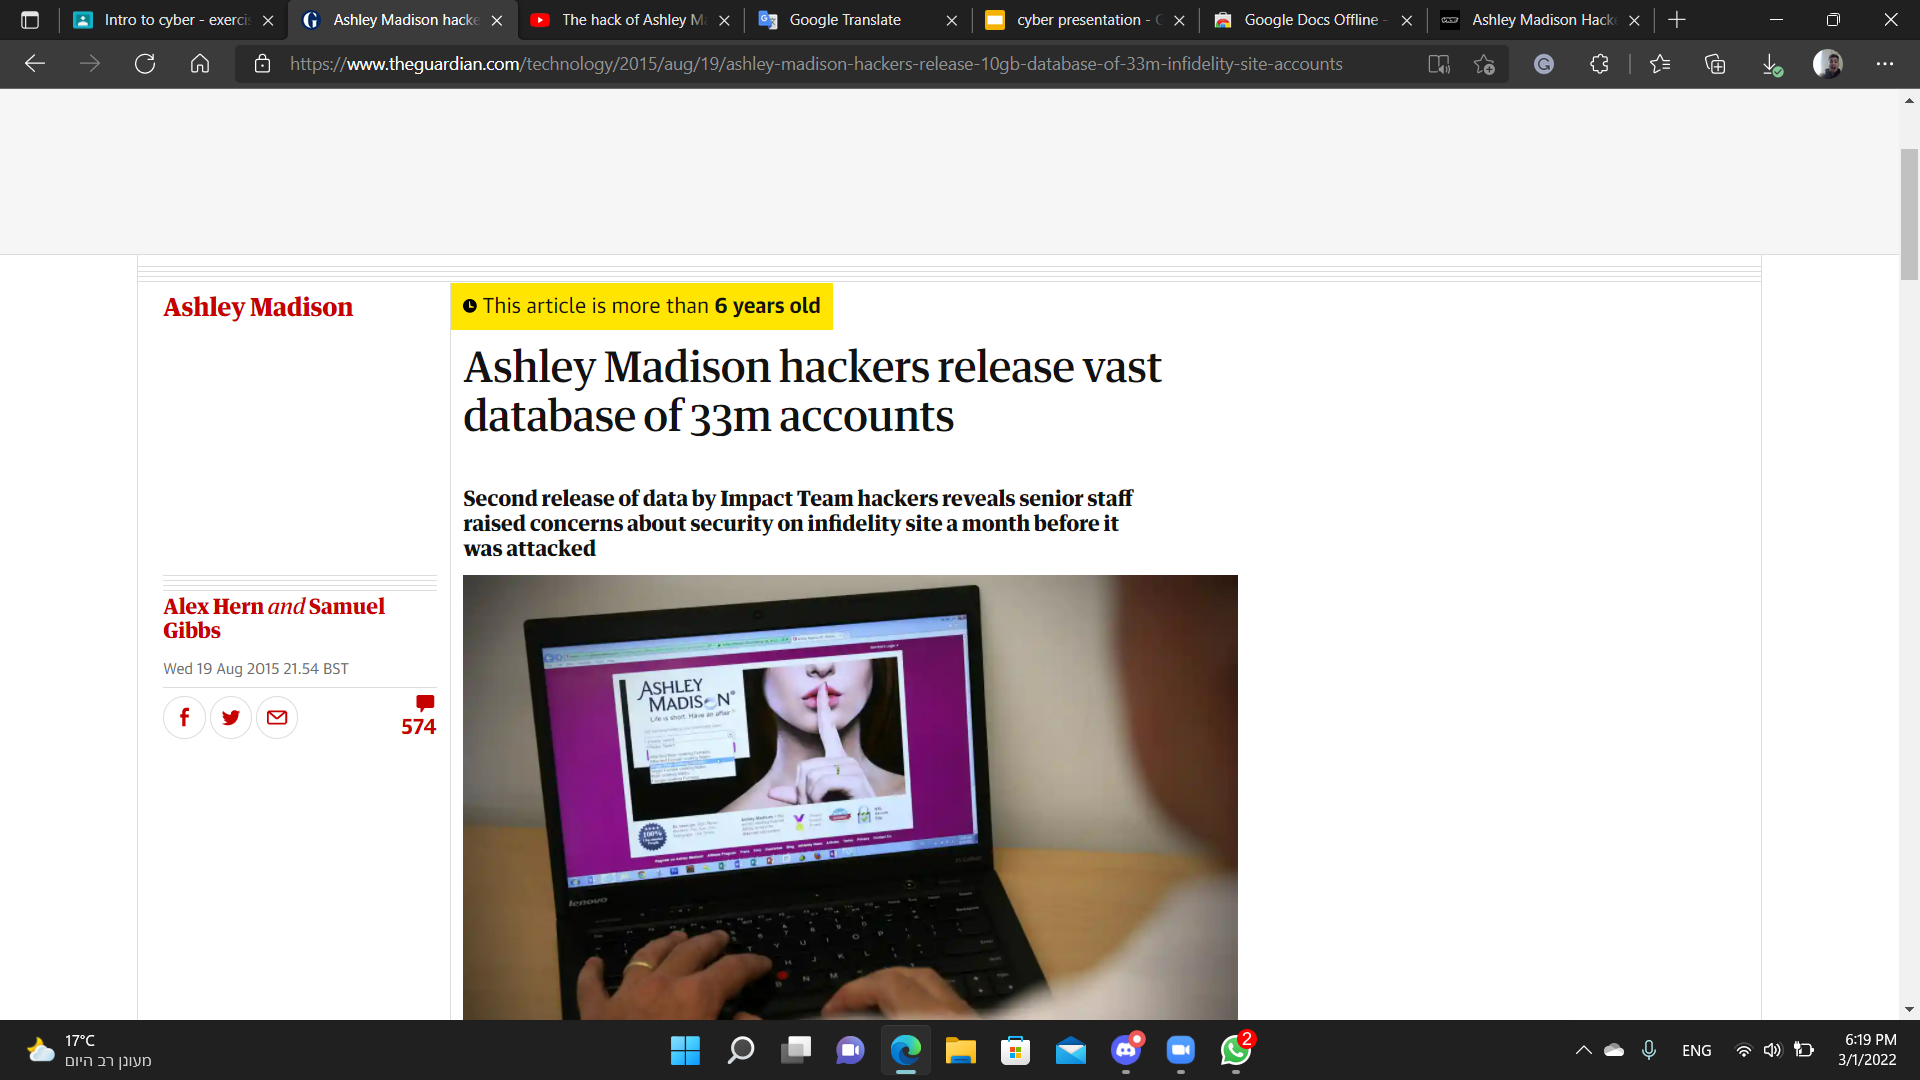 Intro to cyber - exerci
Ashley Madison hacke
The hack of Ashley M
Google Translate
cyber presentation -
Google Docs Offline -
Ashley Madison Hack
https://www.theguardian.com/technology/2015/aug/19/ashley-madison-hackers-release-10gb-database-of-33m-infidelity-site-accounts
Ashley Madison
This article is more than 6 years old
Ashley Madison hackers release vast
database of 33m accounts
Second release of data by Impact Team hackers reveals senior staff
raised concerns about security on infidelity site a month before it
was attacked
Alex Hern and Samuel
Gibbs
Wed 19 Aug 2015 21.54 BST
574
ASHLEY
MADISON®
Life is short. Have an affair.
100%
lenovo
17°C
מעונן רב היום
2
ENG
6:19 PM
3/1/2022